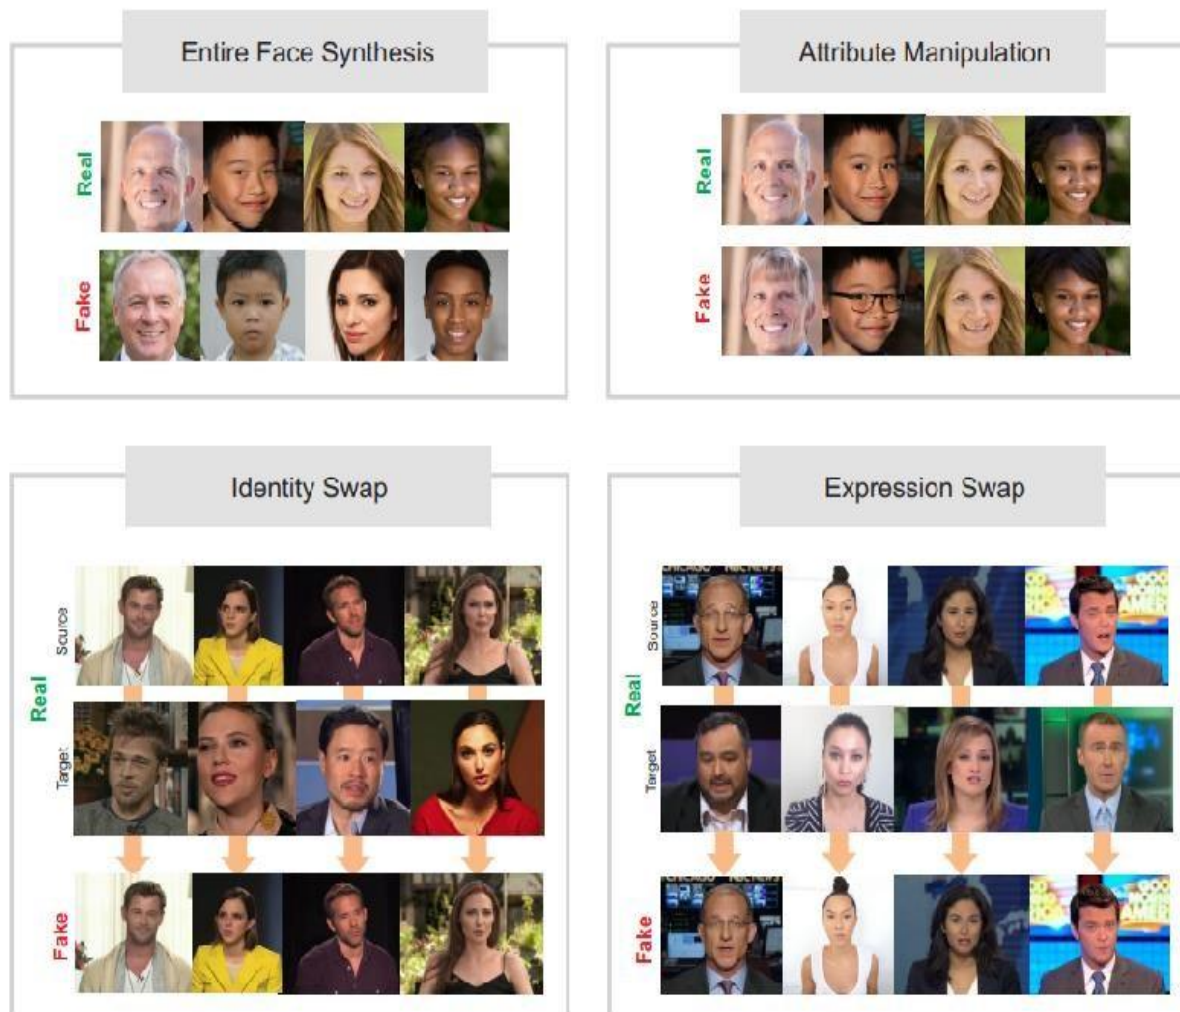 Entire Face Synthesis
Real
Fake
Attribute Manipulation
Real
Fake
Identity Swap
Real
Source
Target
Fake
Expression Swap
Real
Source
Target
Fake
CHICAGO